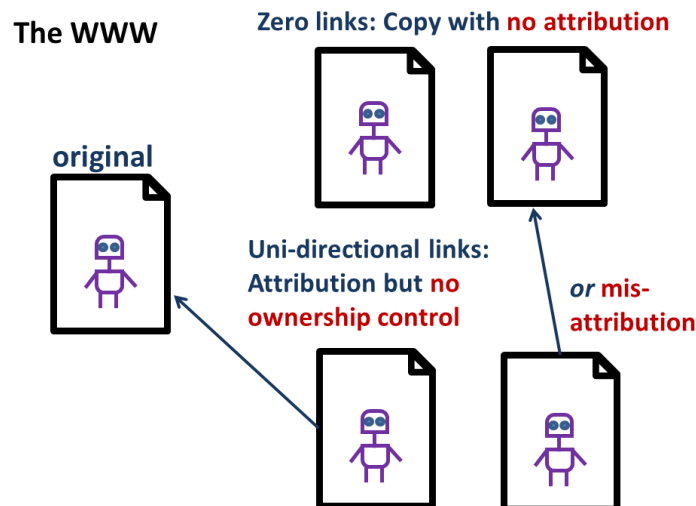 The WWW
Zero links: Copy with no attribution
original
Uni-directional links:
Attribution but no
ownership control
or mis-
attribution